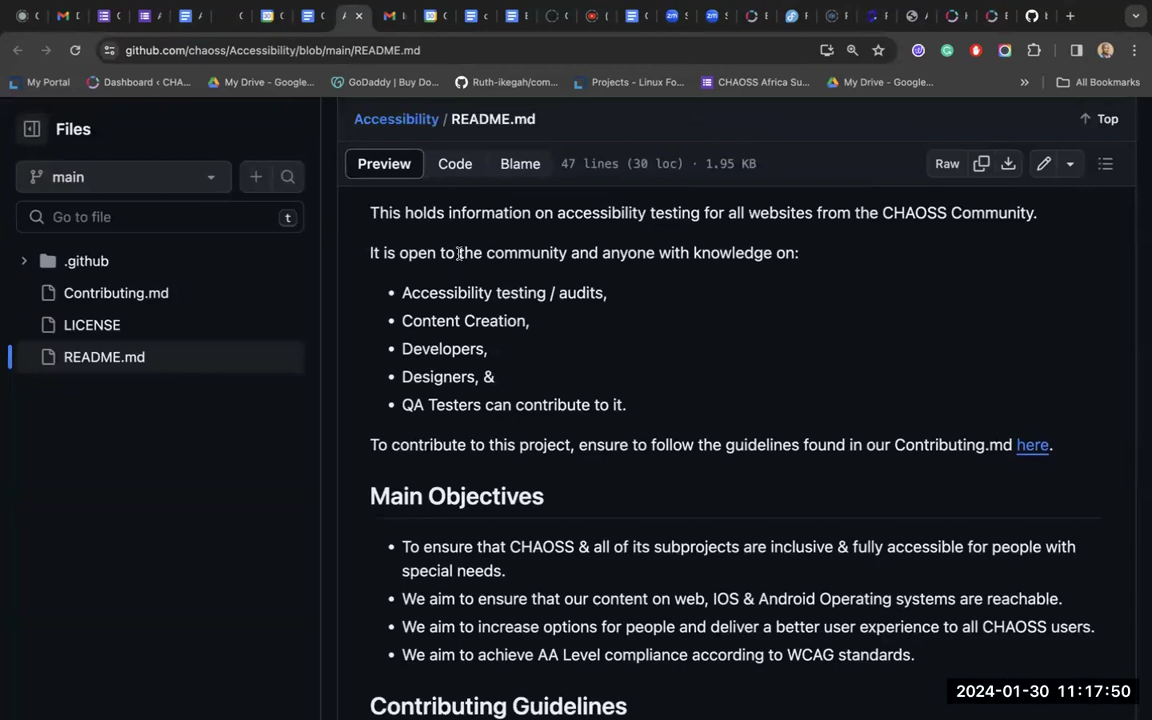 A
A
C
C
A
I
C
c
E
C
(
C
S
S
E
F
F
F
A
H
E
b
github.com/chaoss/Accessibility/blob/main/README.md
My Portal
Dashboard ‹ CHA...
My Drive - Google...
GoDaddy | Buy Do...
Ruth-ikegah/com...
Projects - Linux Fo...
CHAOSS Africa Su...
My Drive - Google...
»
All Bookmarks
Files
main
Go to file
t
.github
Contributing.md
LICENSE
README.md
Accessibility / README.md
Top
Preview
Code
Blame
47 lines (30 loc) · 1.95 KB
Raw
This holds information on accessibility testing for all websites from the CHAOSS Community.
It is open to the community and anyone with knowledge on:
• Accessibility testing / audits,
• Content Creation,
• Developers,
• Designers, &
• QA Testers can contribute to it.
To contribute to this project, ensure to follow the guidelines found in our Contributing.md here.
Main Objectives
• To ensure that CHAOSS & all of its subprojects are inclusive & fully accessible for people with
special needs.
• We aim to ensure that our content on web, IOS & Android Operating systems are reachable.
• We aim to increase options for people and deliver a better user experience to all CHAOSS users.
• We aim to achieve AA Level compliance according to WCAG standards.
Contributing Guidelines
2024-01-30 11:17:50